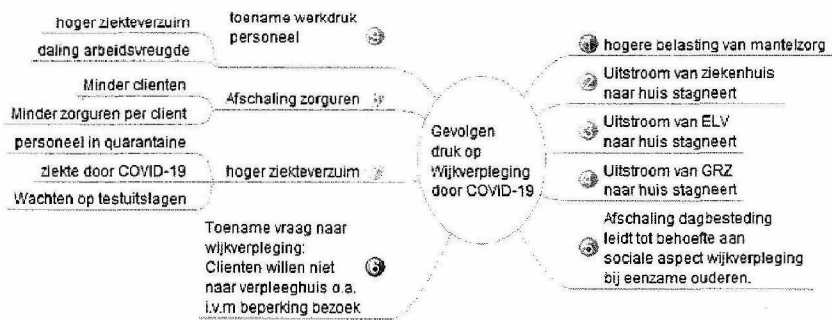 hoger ziekteverzuim
daling arbeidsvreugde
toename werkdruk
personeel
Minder clienten
Minder zorguren per client
Afschaling zorguren
personeel in quarantaine
ziekte door COVID-19
Wachten op testuitslagen
hoger ziekteverzuim
Toename vraag naar
wijkverpleging:
Clienten willen niet
naar verpleeghuis o.a.
i.v.m beperking bezoek
Gevolgen
druk op
Wijkverpleging
door COVID-19
hogere belasting van mantelzorg
Uitstroom van ziekenhuis
naar huis stagneert
Uitstroom van ELV
naar huis stagneert
Uitstroom van GRZ
naar huis stagneert
Afschaling dagbesteding
leidt tot behoefte aan
sociale aspect wijkverpleging
bij eenzame ouderen.